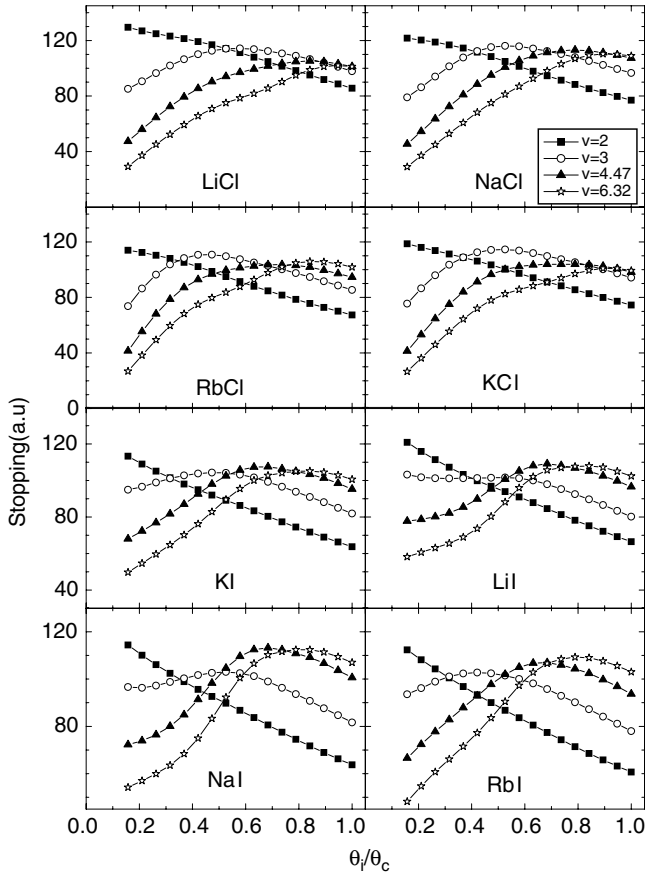 120
80
40
LiCl
NaCl
v=2
v=3
v=4.47
v=6.32
120
80
40
0
RbCl
KCl
Stopping(a.u)
120
80
40
KI
LiI
120
80
NaI
RbI
0.0 0.2 0.4 0.6 0.8 1.0 0.2 0.4 0.6 0.8 1.0
θi/θc